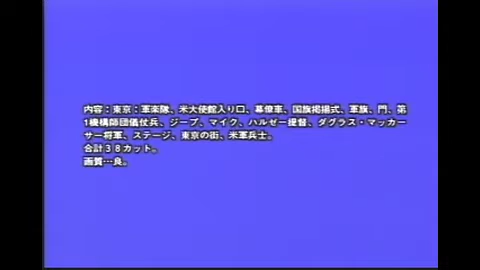 内容：東京：軍楽隊、米大使館入り口、幕僚車、国旗掲揚式、軍旗、門、第
1機構師団儀仗兵、ジープ、マイク、ハルゼー提督、ダグラス・マッカー
サー将軍、ステージ、東京の街、米軍兵士。
合計３８カット。
画質…良。